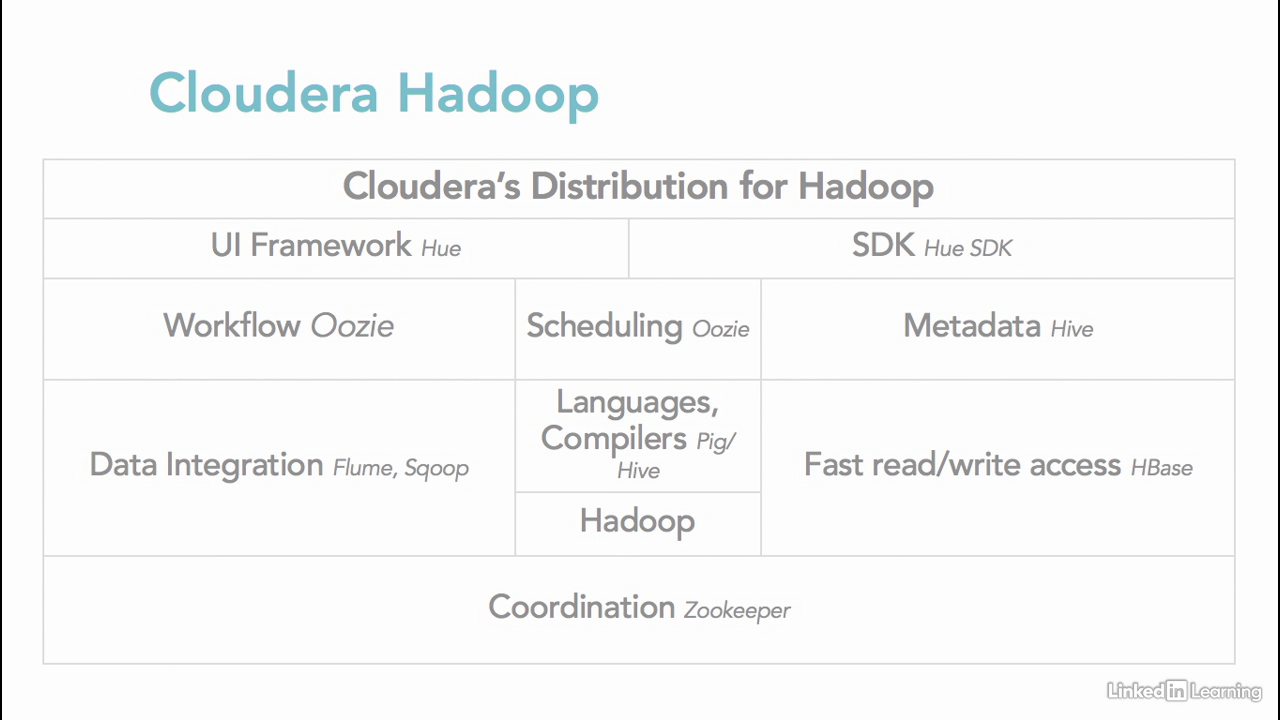 Cloudera Hadoop
Cloudera’s Distribution for Hadoop
UI Framework Hue
SDK Hue SDK
Workflow Oozie
Scheduling Oozie
Metadata Hive
Data Integration Flume, Sqoop
Languages,
Compilers Pig/
Hive
Hadoop
Fast read/write access HBase
Coordination Zookeeper
Linked in Learning